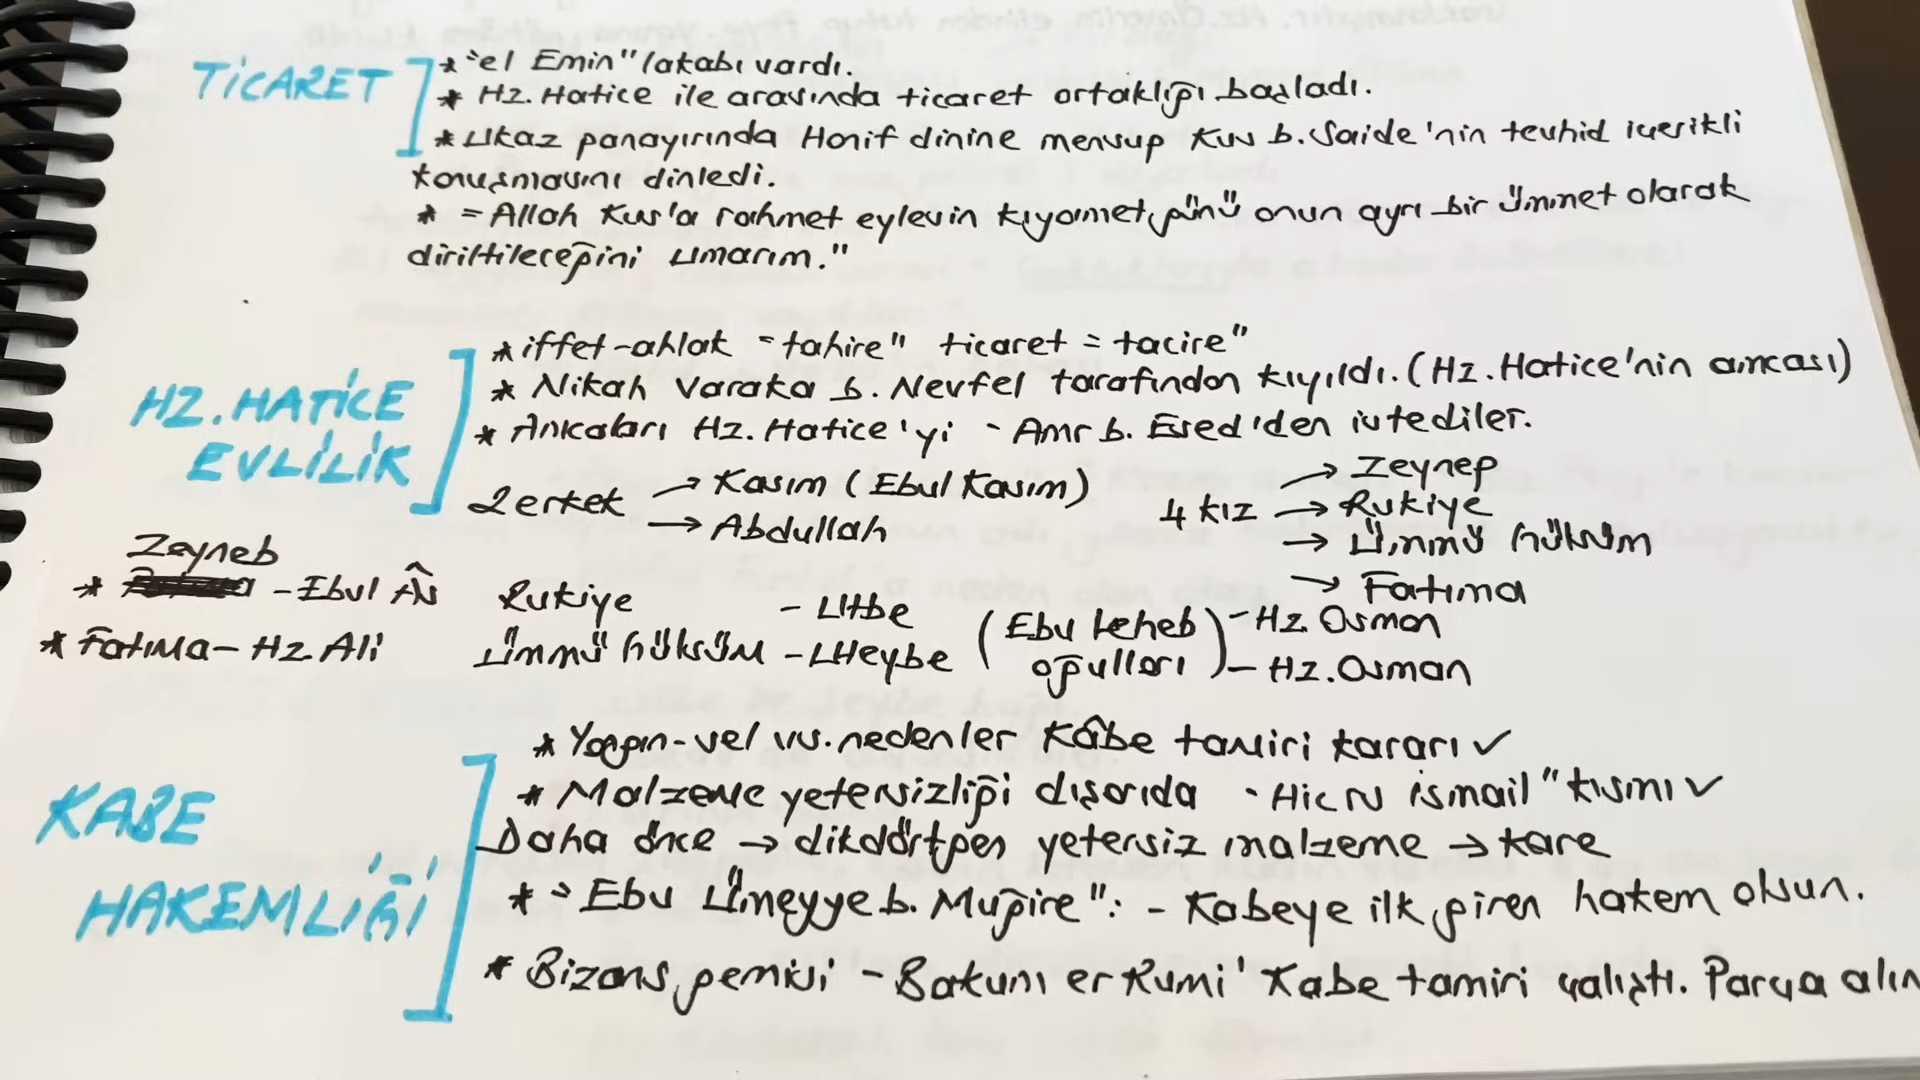 TİCARET
* "el Emin" lakabı vardı.
* Hz. Hatice ile arasında ticaret ortaklığı başladı.
* Ukaz panayırında Hanif dinine mensup Kus b. Saide'nin tevhid içerikli
konuşmasını dinledi.
* "Allah Kus'a rahmet eylesin kıyamet günü onun ayrı bir ümmet olarak
diriltileceğini umarım."
HZ. HATİCE
EVLİLİK
* iffet-ahlak "tahire" ticaret = tacire"
* Nikah Varaka b. Nevfel tarafından kıyıldı. (Hz. Hatice'nin amcası)
* Amcaları Hz. Hatice'yi - Amr b. Esed'den istediler.
2 erkek → Kasım (Ebul Kasım)
→ Abdullah
4 kız → Zeynep
→ Rukiye
→ Ümmü Gülsüm
→ Fatıma
Zeyneb
* - Ebul Âs
* Fatıma - Hz. Ali
Rukiye - Utbe
Ümmü Gülsüm - Uteybe
(Ebu Leheb
oğulları)
- Hz. Osman
- Hz. Osman
KABE
HAKEMLİĞİ
* Yangın-sel vs. nedenler Kâbe tamiri kararı ✓
* Malzeme yetersizliği dışarıda "Hicru ismail" kısmı ✓
Daha önce → dikdörtgen yetersiz malzeme → kare
* "Ebu Ümeyye b. Muğire": - Kabeye ilk giren hakem olsun.
* Bizans gemisi - Bakunı er Rumi' Kabe tamiri çalıştı. Parça alın